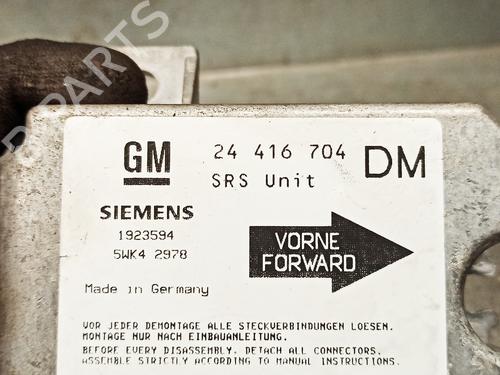 B-PARTS
GM 24 416 704 DM
SRS Unit
SIEMENS
1923594
5WK4 2978
VORNE
FORWARD
Made in Germany
VOR JEDER DEMONTAGE ALLE STECKVERBINDUNGEN LOESEN.
MONTAGE NUR NACH EINBAUANLEITUNG.
BEFORE EVERY DISASSEMBLY, DETACH ALL CONNECTORS.
ASSEMBLE STRICTLY ACCORDING TO MANUAL INSTRUCTIONS.